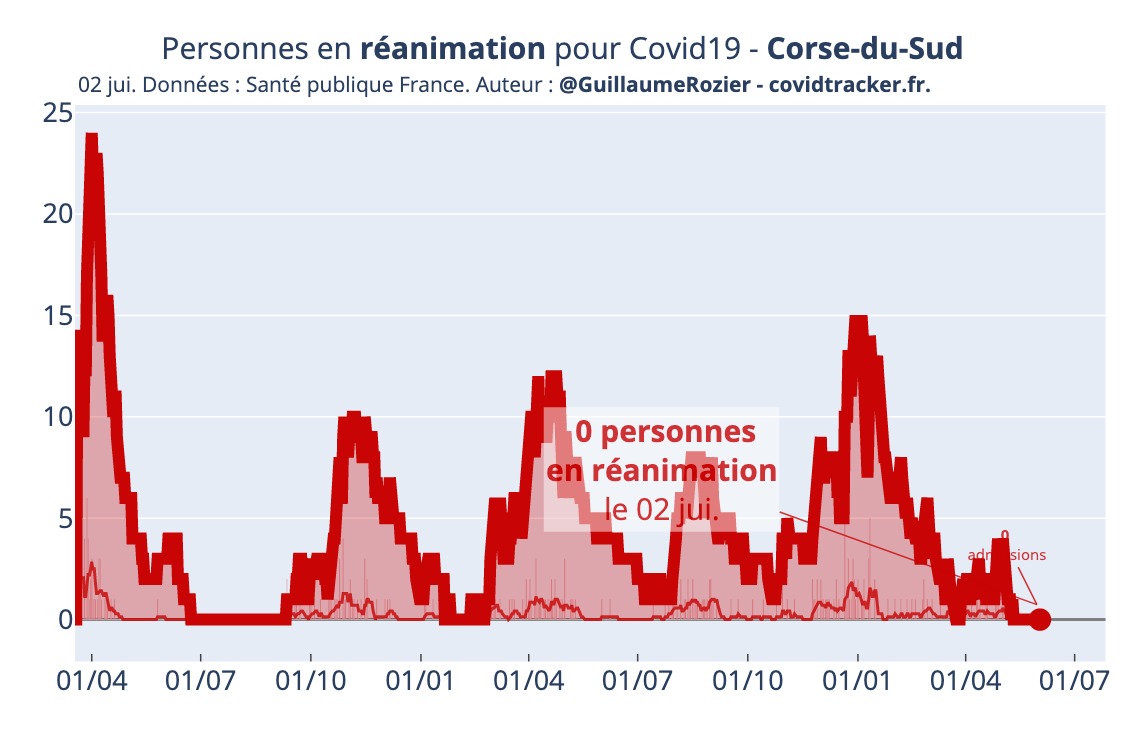 Personnes en réanimation pour Covid19 - Corse-du-Sud
02 jui. Données : Santé publique France. Auteur : @GuillaumeRozier - covidtracker.fr.
25
20
15
10
5
0
0 personnes
en réanimation
le 02 jui.
0
admissions
01/04
01/07
01/10
01/01
01/04
01/07
01/10
01/01
01/04
01/07